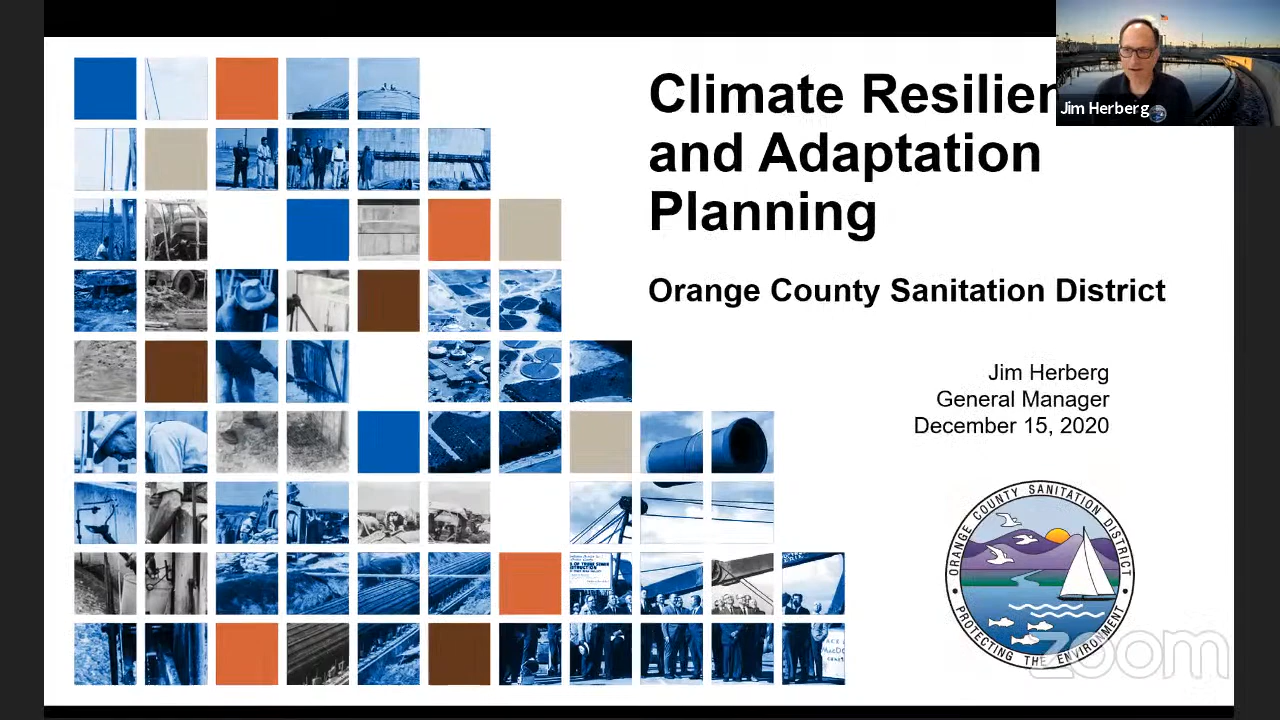 Climate Resilien
and Adaptation
Planning
Jim Herberg
Orange County Sanitation District
Jim Herberg
General Manager
December 15, 2020
ORANGE COUNTY SANITATION DISTRICT
PROTECTING THE ENVIRONMENT
zoom